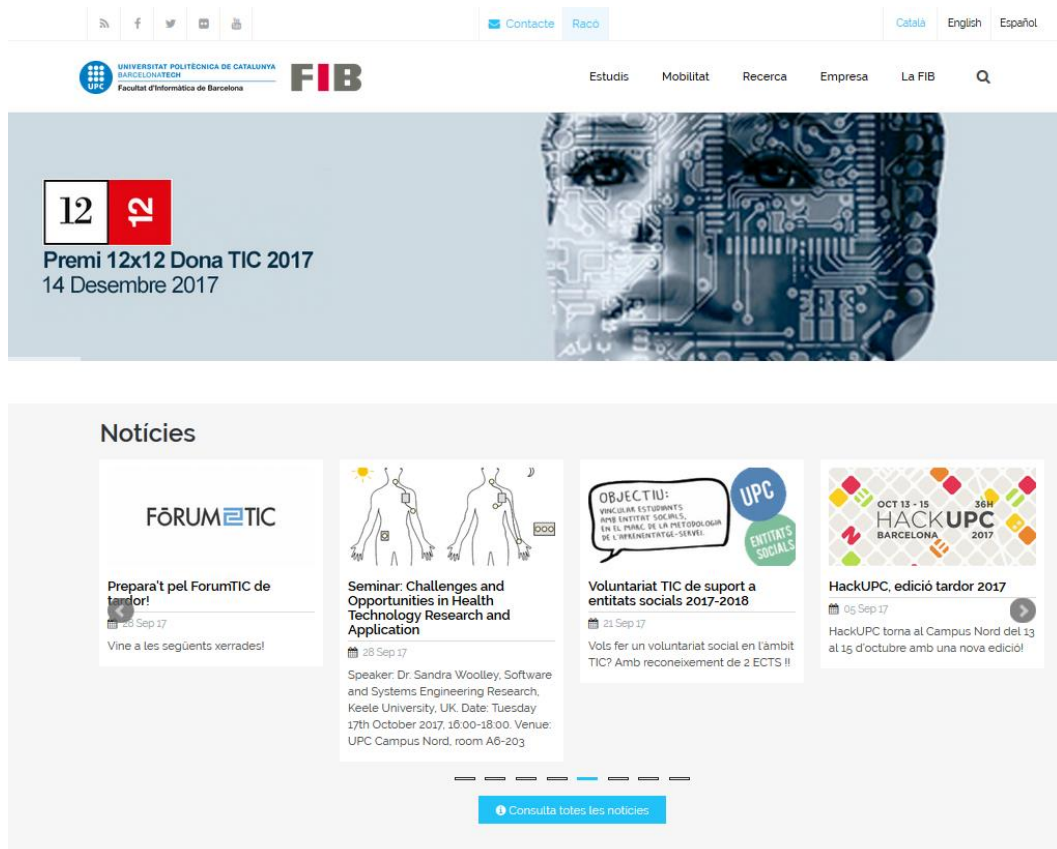 Contacte Racó
Català English Español
UPC
UNIVERSITAT POLITÈCNICA DE CATALUNYA
BARCELONATECH
Facultat d'Informàtica de Barcelona
FIB
Estudis Mobilitat Recerca Empresa La FIB
12
12
Premi 12x12 Dona TIC 2017
14 Desembre 2017
Notícies
FŌRUM TIC
Prepara't pel ForumTIC de
tardor!
28 Sep 17
Vine a les següents xerrades!
Seminar: Challenges and
Opportunities in Health
Technology Research and
Application
28 Sep 17
Speaker: Dr. Sandra Woolley, Software
and Systems Engineering Research,
Keele University, UK. Date: Tuesday
17th October 2017, 16:00-18:00. Venue:
UPC Campus Nord, room A6-203
OBJECTIU:
VINCULAR ESTUDIANTS
AMB ENTITAT SOCIALS,
EN EL MARC DE LA METODOLOGIA
DE L'APRENENTATGE-SERVEI.
UPC
ENTITATS
SOCIALS
Voluntariat TIC de suport a
entitats socials 2017-2018
21 Sep 17
Vols fer un voluntariat social en l'àmbit
TIC? Amb reconeixement de 2 ECTS !!
OCT 13 - 15 36H
HACKUPC
BARCELONA 2017
HackUPC, edició tardor 2017
05 Sep 17
HackUPC torna al Campus Nord del 13
al 15 d'octubre amb una nova edició!
Consulta totes les notícies